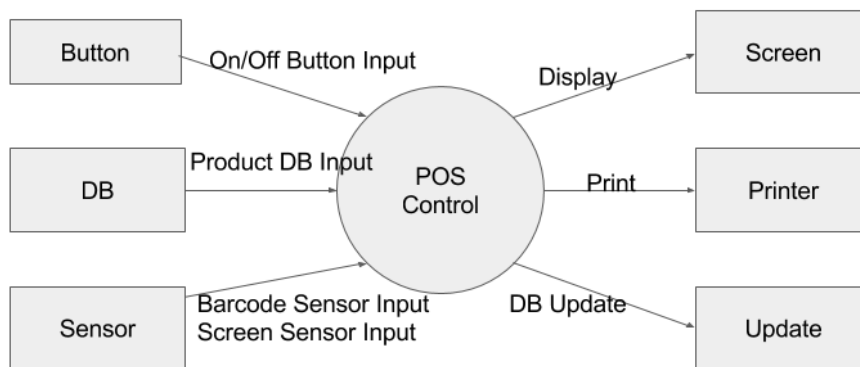 Button
On/Off Button Input
Screen
Display
DB
Product DB Input
POS
Control
Print
Printer
Sensor
Barcode Sensor Input
Screen Sensor Input
DB Update
Update